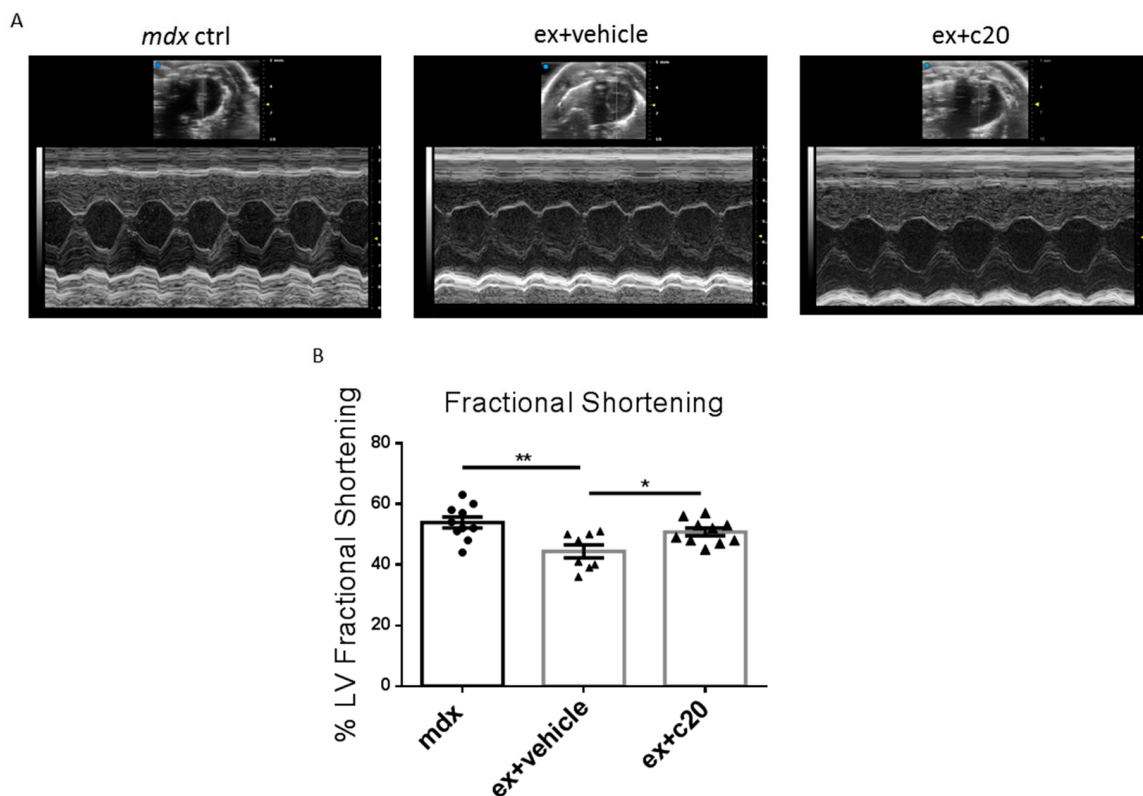 A
mdx ctrl
ex+vehicle
ex+c20
B
Fractional Shortening
% LV Fractional Shortening
80
60
40
20
0
**
*
mdx
ex+vehicle
ex+c20